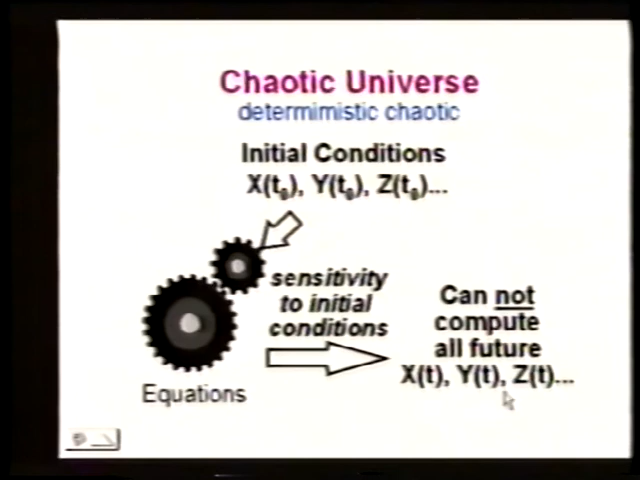 Chaotic Universe
determimistic chaotic
Initial Conditions
X(t₀), Y(t₀), Z(t₀)...
sensitivity
to initial
conditions
Can not
compute
all future
X(t), Y(t), Z(t)...
Equations